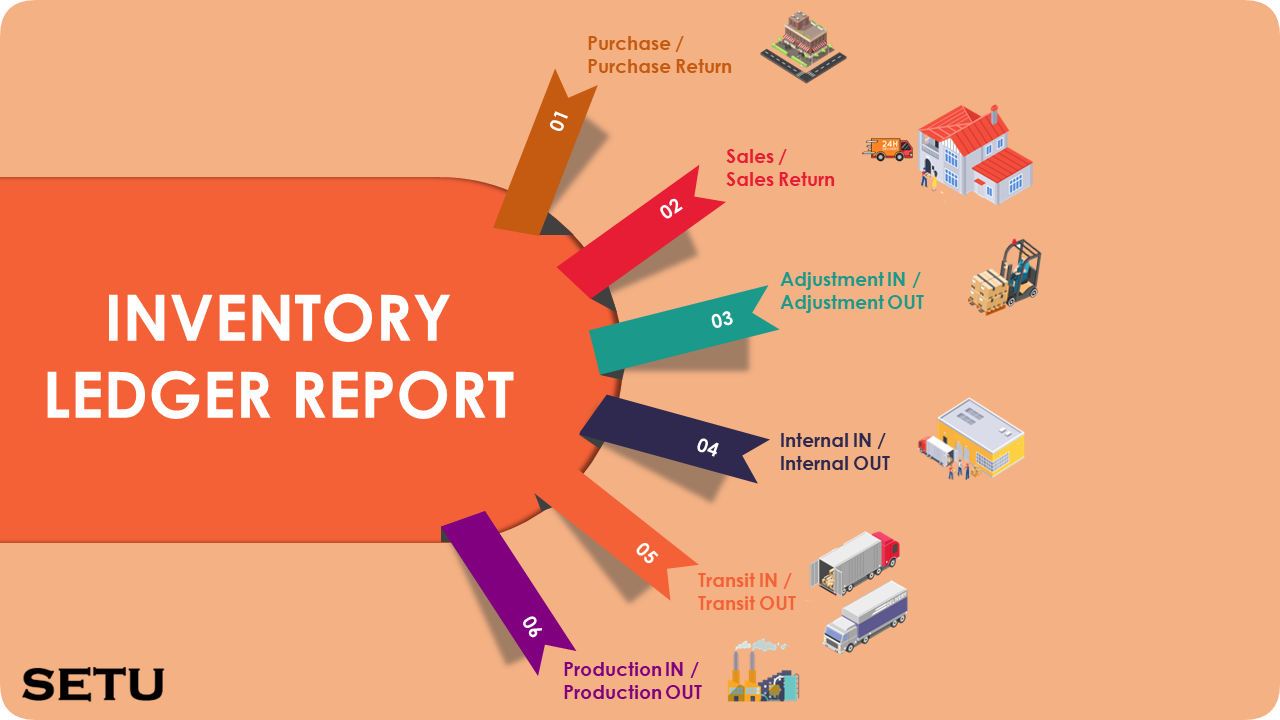 INVENTORY
LEDGER REPORT
01
Purchase /
Purchase Return
02
Sales /
Sales Return
24H
03
Adjustment IN /
Adjustment OUT
04
Internal IN /
Internal OUT
05
Transit IN /
Transit OUT
06
Production IN /
Production OUT
SETU